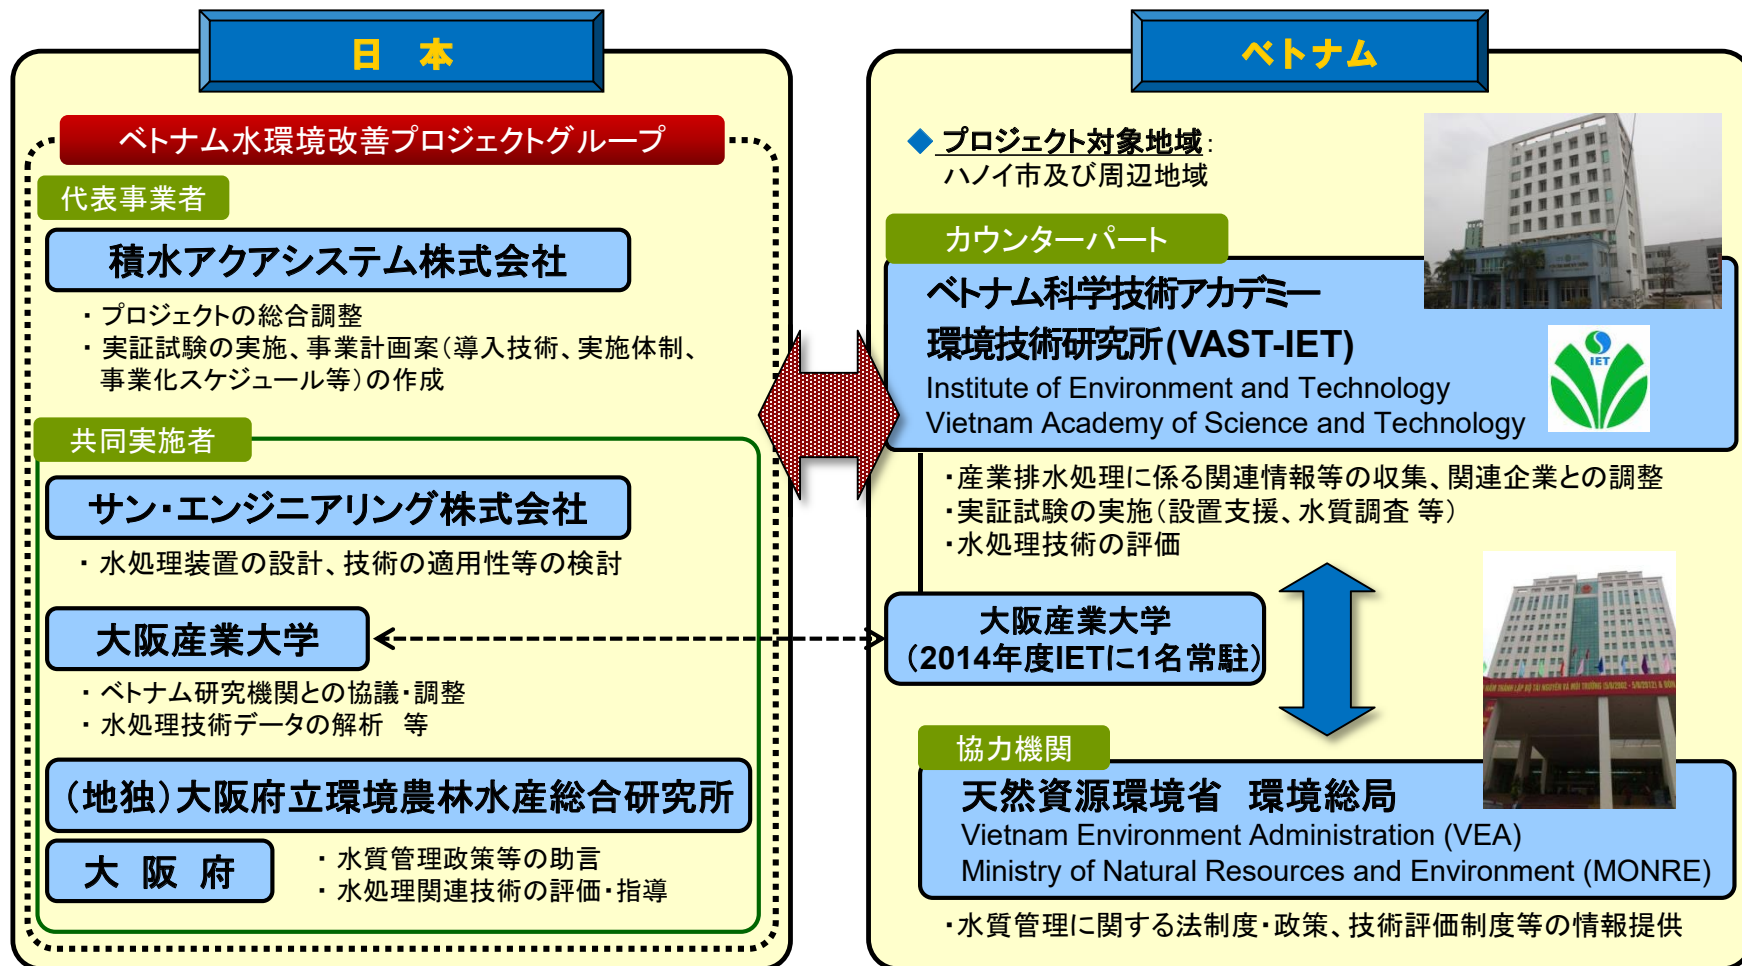 日 本
ベトナム水環境改善プロジェクトグループ
代表事業者
積水アクアシステム株式会社
・プロジェクトの総合調整
・実証試験の実施、事業計画案(導入技術、実施体制、
事業化スケジュール等)の作成
共同実施者
サン・エンジニアリング株式会社
・水処理装置の設計、技術の適用性等の検討
大阪産業大学
・ベトナム研究機関との協議・調整
・水処理技術データの解析 等
(地独)大阪府立環境農林水産総合研究所
大 阪 府
・水質管理政策等の助言
・水処理関連技術の評価・指導
ベトナム
◆プロジェクト対象地域:
ハノイ市及び周辺地域
カウンターパート
ベトナム科学技術アカデミー
環境技術研究所(VAST-IET)
Institute of Environment and Technology
Vietnam Academy of Science and Technology
IET
・産業排水処理に係る関連情報等の収集、関連企業との調整
・実証試験の実施(設置支援、水質調査 等)
・水処理技術の評価
大阪産業大学
(2014年度IETに1名常駐)
協力機関
天然資源環境省 環境総局
Vietnam Environment Administration (VEA)
Ministry of Natural Resources and Environment (MONRE)
・水質管理に関する法制度・政策、技術評価制度等の情報提供